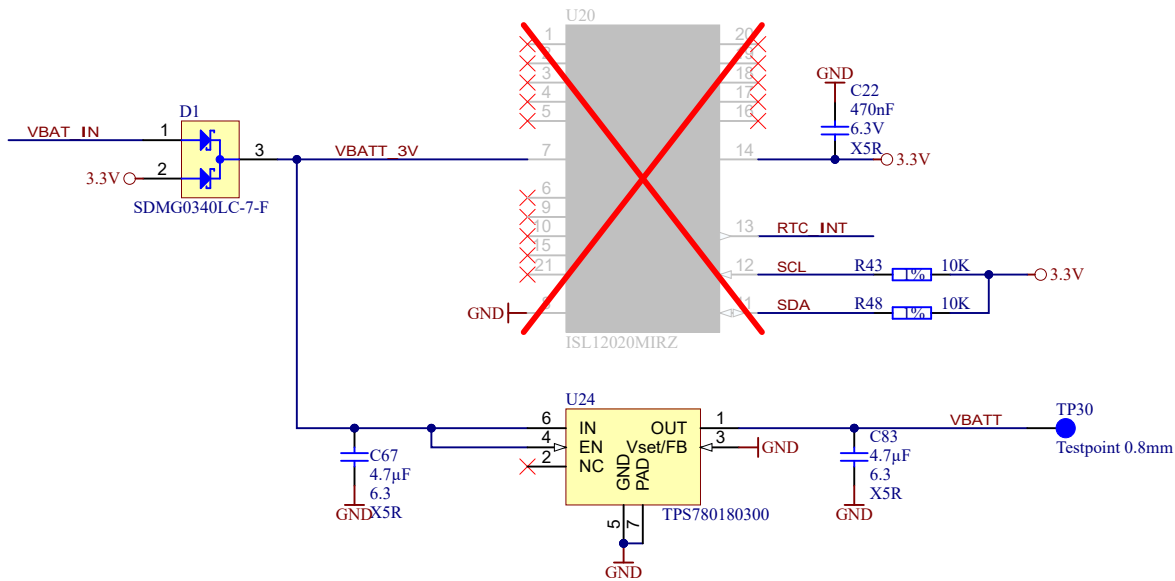 U20
1
20
3
18
4
17
5
16
GND
C22
470nF
6.3V
X5R
D1
VBAT_IN
1
3
VBATT_3V
7
14
3.3V
3.3V
2
SDMG0340LC-7-F
6
9
10
13
RTC_INT
15
21
12
SCL
R43
1%
10K
3.3V
GND
SDA
R48
1%
10K
ISL12020MIRZ
U24
6
IN
OUT
1
VBATT
TP30
4
EN
Vset/FB
3
GND
Testpoint 0.8mm
2
NC
GND
PAD
C67
4.7µF
6.3
X5R
GND
C83
4.7µF
6.3
X5R
GND
5
7
TPS780180300
GND